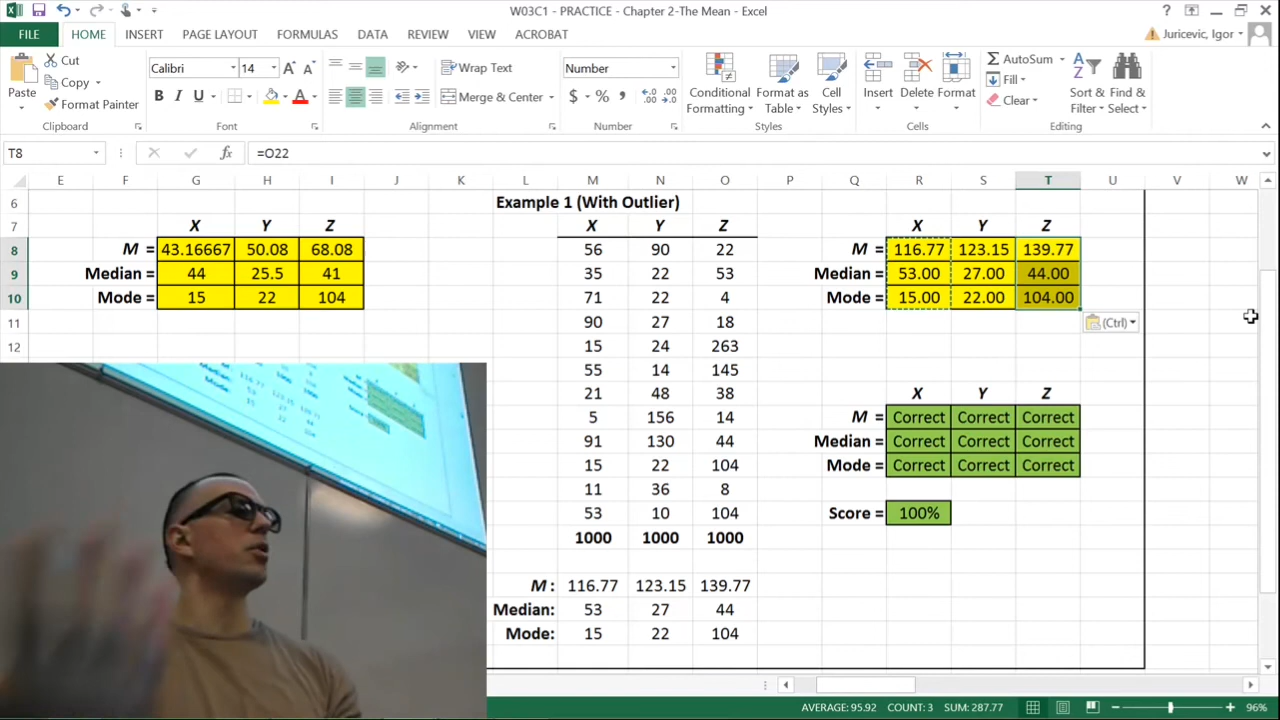 W03C1 - PRACTICE - Chapter 2-The Mean - Excel
FILE HOME INSERT PAGE LAYOUT FORMULAS DATA REVIEW VIEW ACROBAT Juricevic, Igor
Cut
Copy
Format Painter
Paste
Calibri 14
B I U
Wrap Text
Merge & Center
Number
$ % ,
Conditional Formatting
Format as Table
Cell Styles
Insert Delete Format
AutoSum
Fill
Clear
Sort & Filter
Find & Select
Clipboard Font Alignment Number Styles Cells Editing
T8 fx =O22
E F G H I J K L M N O P Q R S T U V W
6 Example 1 (With Outlier)
7 X Y Z X Y Z X Y Z
8 M = 43.16667 50.08 68.08 56 90 22 M = 116.77 123.15 139.77
9 Median = 44 25.5 41 35 22 53 Median = 53.00 27.00 44.00
10 Mode = 15 22 104 71 22 4 Mode = 15.00 22.00 104.00
11 90 27 18 (Ctrl)
12 15 24 263
55 14 145
21 48 38 X Y Z
5 156 14 M = Correct Correct Correct
91 130 44 Median = Correct Correct Correct
15 22 104 Mode = Correct Correct Correct
11 36 8
53 10 104 Score = 100%
1000 1000 1000
M : 116.77 123.15 139.77
Median: 53 27 44
Mode: 15 22 104
AVERAGE: 95.92 COUNT: 3 SUM: 287.77 96%